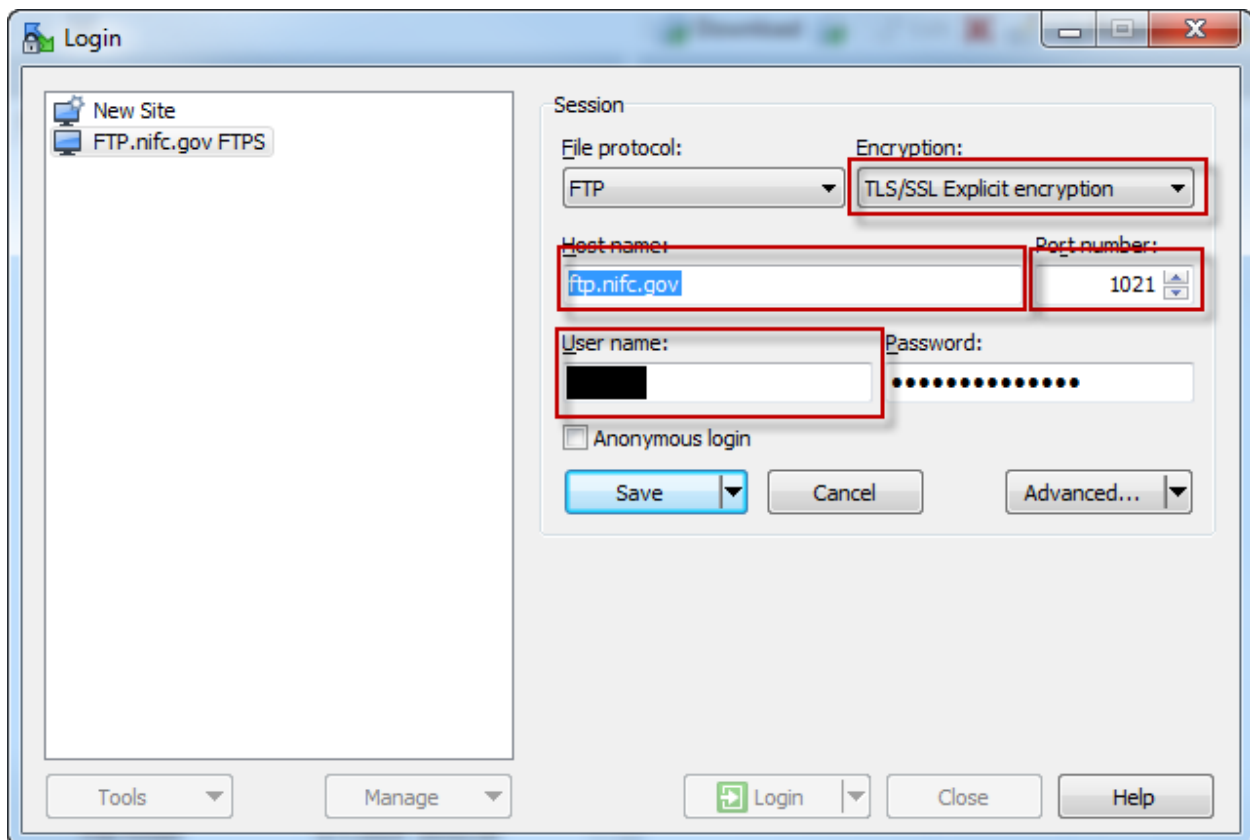 Login
Download
New Site
FTP.nifc.gov FTPS
Session
File protocol: Encryption:
FTP TLS/SSL Explicit encryption
Host name: Port number:
ftp.nifc.gov 1021
User name: Password:
Anonymous login
Save Cancel Advanced...
Tools Manage Login Close Help